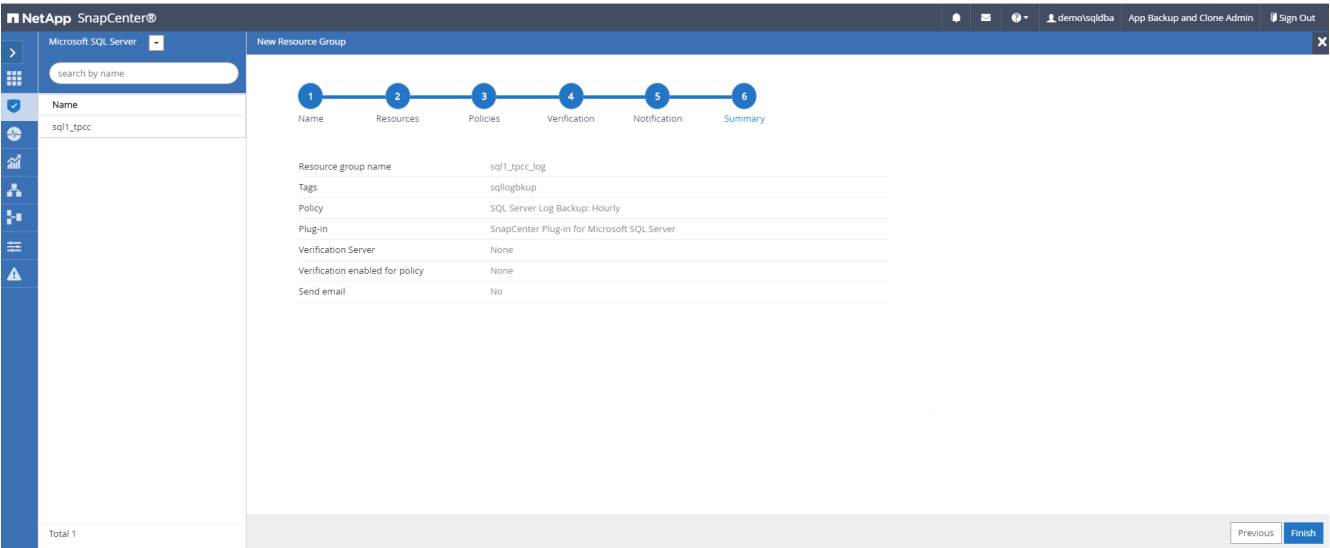 NetApp SnapCenter®
demo\sqldba App Backup and Clone Admin Sign Out
Microsoft SQL Server
New Resource Group
search by name
Name
sql1_tpcc
1 2 3 4 5 6
Name Resources Policies Verification Notification Summary
Resource group name sql1_tpcc_log
Tags sqllogbkup
Policy SQL Server Log Backup: Hourly
Plug-in SnapCenter Plug-in for Microsoft SQL Server
Verification Server None
Verification enabled for policy None
Send email No
Total 1
Previous Finish